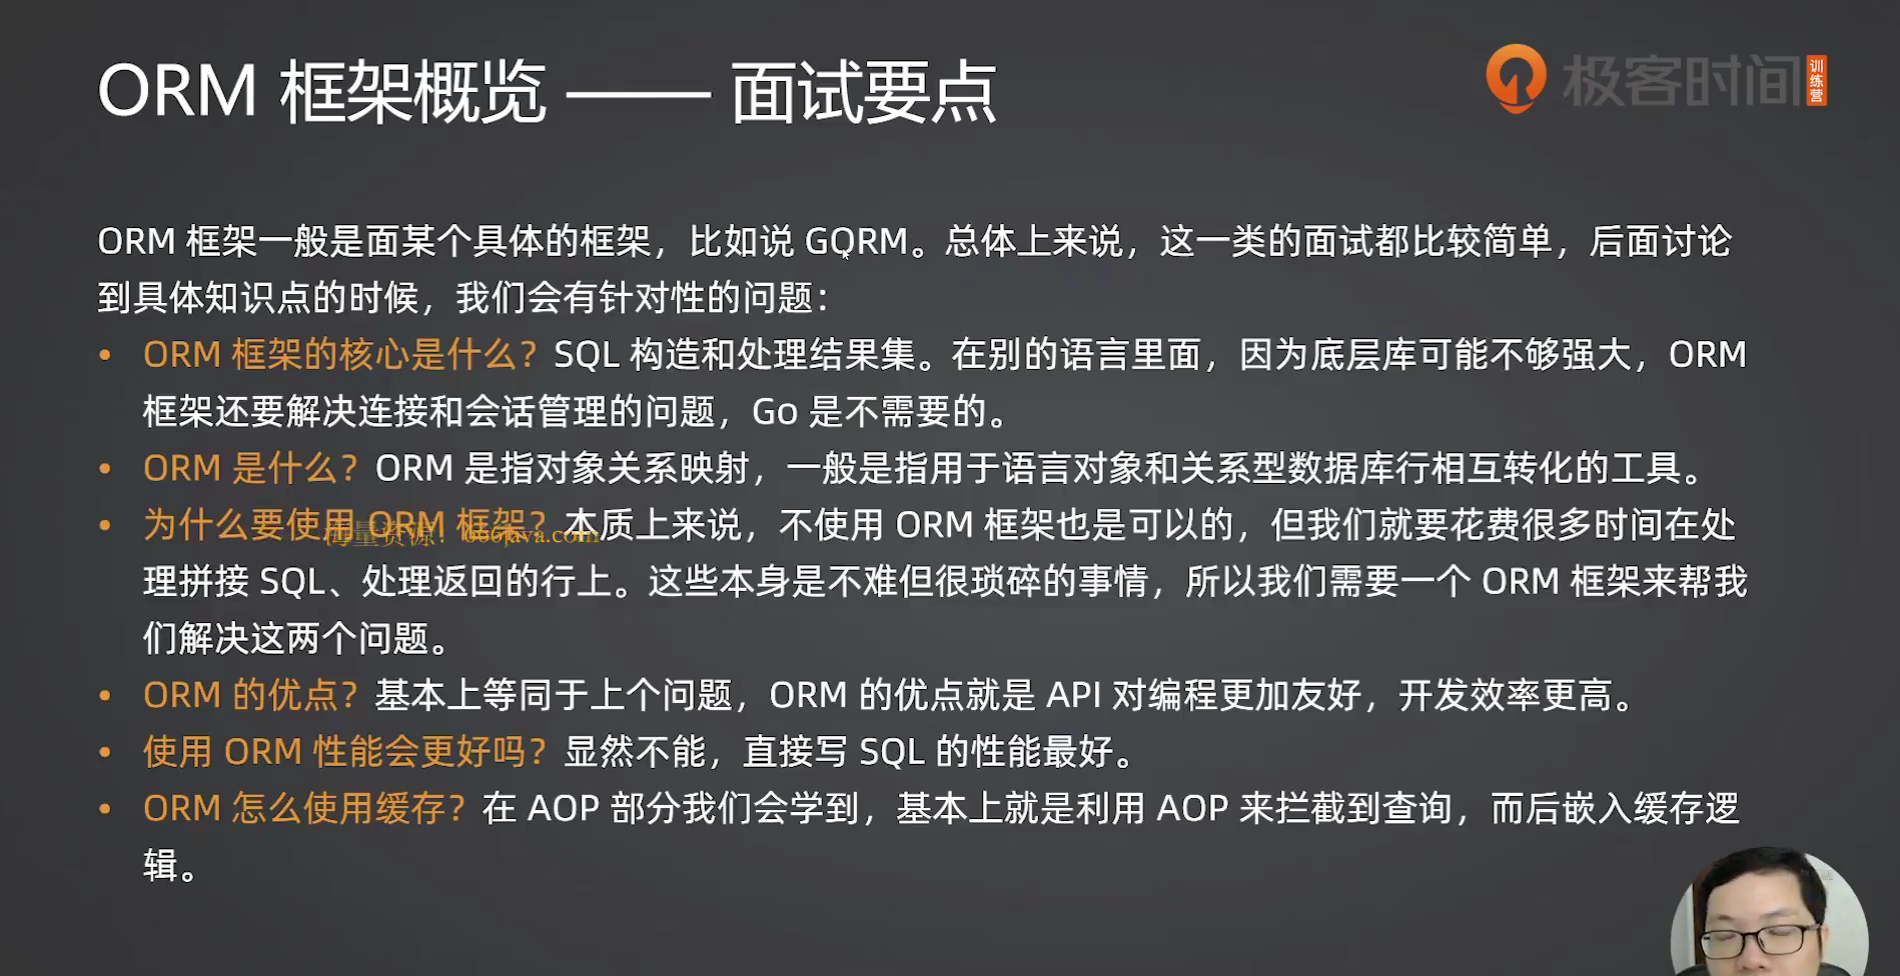 ORM 框架概览 —— 面试要点
极客时间
训练营
ORM 框架一般是面某个具体的框架，比如说 GORM。总体上来说，这一类的面试都比较简单，后面讨论
到具体知识点的时候，我们会有针对性的问题：
• ORM 框架的核心是什么？SQL 构造和处理结果集。在别的语言里面，因为底层库可能不够强大，ORM
框架还要解决连接和会话管理的问题，Go 是不需要的。
• ORM 是什么？ORM 是指对象关系映射，一般是指用于语言对象和关系型数据库行相互转化的工具。
• 为什么要使用 ORM 框架？本质上来说，不使用 ORM 框架也是可以的，但我们就要花费很多时间在处
海量资源：666java.com
理拼接 SQL、处理返回的行上。这些本身是不难但很琐碎的事情，所以我们需要一个 ORM 框架来帮我
们解决这两个问题。
• ORM 的优点？基本上等同于上个问题，ORM 的优点就是 API 对编程更加友好，开发效率更高。
• 使用 ORM 性能会更好吗？显然不能，直接写 SQL 的性能最好。
• ORM 怎么使用缓存？在 AOP 部分我们会学到，基本上就是利用 AOP 来拦截到查询，而后嵌入缓存逻
辑。